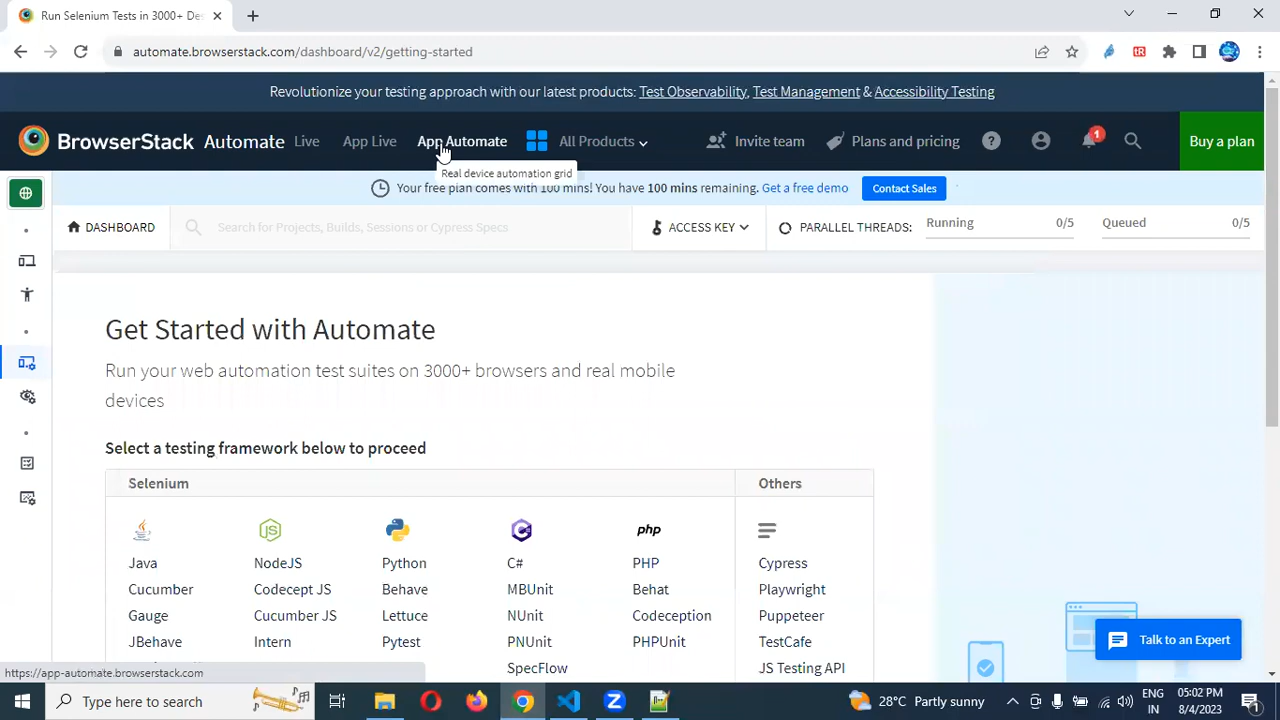 Run Selenium Tests in 3000+ De
automate.browserstack.com/dashboard/v2/getting-started
Revolutionize your testing approach with our latest products: Test Observability, Test Management & Accessibility Testing
BrowserStack Automate Live App Live App Automate All Products Invite team Plans and pricing ? 1 Buy a plan
Real device automation grid
Your free plan comes with 100 mins! You have 100 mins remaining. Get a free demo Contact Sales
DASHBOARD Search for Projects, Builds, Sessions or Cypress Specs ACCESS KEY PARALLEL THREADS: Running 0/5 Queued 0/5
Get Started with Automate
Run your web automation test suites on 3000+ browsers and real mobile
devices
Select a testing framework below to proceed
Selenium Others
php
Java NodeJS Python C# PHP Cypress
Cucumber Codecept JS Behave MBUnit Behat Playwright
Gauge Cucumber JS Lettuce NUnit Codeception Puppeteer
JBehave Intern Pytest PNUnit PHPUnit TestCafe
SpecFlow JS Testing API
Talk to an Expert
https://app-automate.browserstack.com
Type here to search 28°C Partly sunny ENG IN 05:02 PM 8/4/2023 1